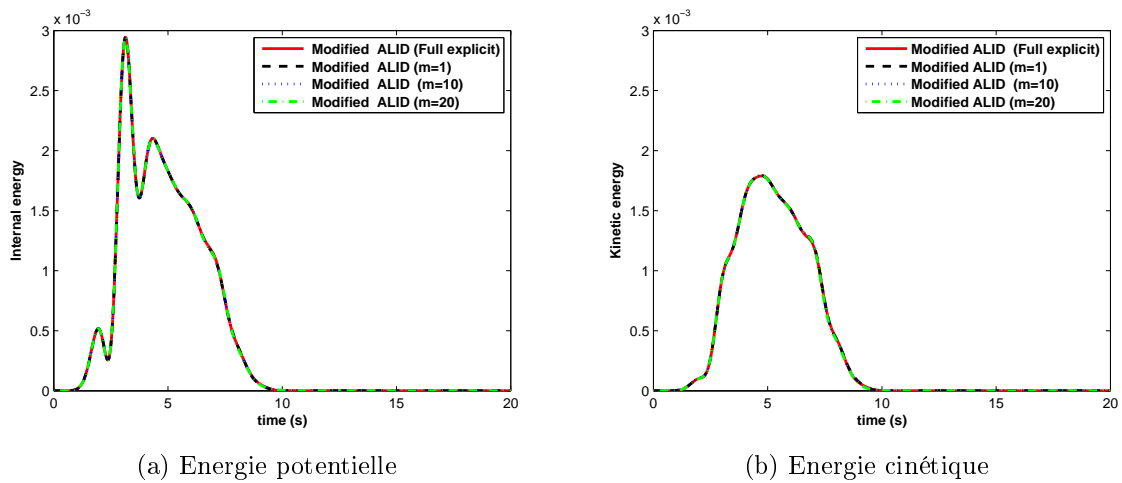 x 10⁻³
3
2.5
2
1.5
1
0.5
0
Internal energy
0 5 10 15 20
time (s)
Modified ALID (Full explicit)
Modified ALID (m=1)
Modified ALID (m=10)
Modified ALID (m=20)
(a) Energie potentielle
x 10⁻³
3
2.5
2
1.5
1
0.5
0
Kinetic energy
0 5 10 15 20
time (s)
Modified ALID (Full explicit)
Modified ALID (m=1)
Modified ALID (m=10)
Modified ALID (m=20)
(b) Energie cinétique